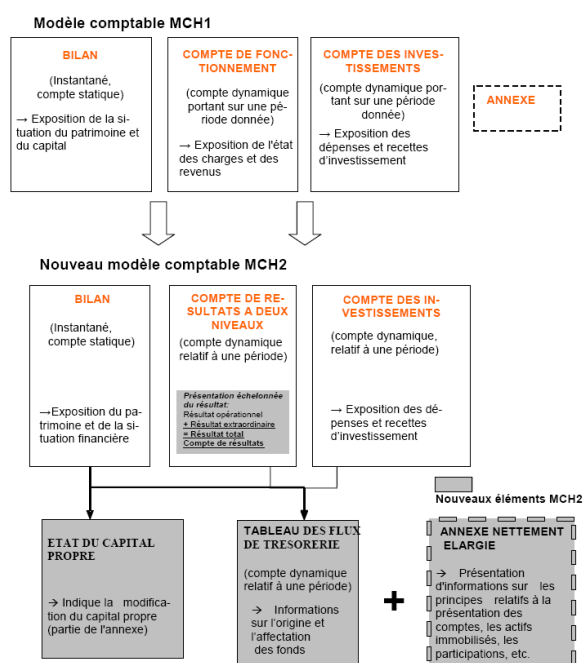 Modèle comptable MCH1
BILAN
(Instantané,
compte statique)
→ Exposition de la si-
tuation du patrimoine et
du capital
COMPTE DE FONC-
TIONNEMENT
(compte dynamique
portant sur une pé-
riode donnée)
→ Exposition de l'état
des charges et des
revenus
COMPTE DES INVES-
TISSEMENTS
(compte dynamique por-
tant sur une période
donnée)
→ Exposition des
dépenses et recettes
d'investissement
ANNEXE
Nouveau modèle comptable MCH2
BILAN
(Instantané,
compte statique)
→Exposition du pa-
trimoine et de la si-
tuation financière
COMPTE DE RE-
SULTATS A DEUX
NIVEAUX
(compte dynamique
relatif à une période)
Présentation échelonnée
du résultat:
Résultat opérationnel
+ Résultat extraordinaire
= Résultat total
Compte de résultats
COMPTE DES IN-
VESTISSEMENTS
(compte dynamique,
relatif à une période)
→ Exposition des dé-
penses et recettes
d'investissement
Nouveaux éléments MCH2
ETAT DU CAPITAL
PROPRE
→ Indique la modifica-
tion du capital propre
(partie de l'annexe)
TABLEAU DES FLUX
DE TRESORERIE
(compte dynamique
relatif à une période)
→ Informations
sur l'origine et
l'affectation
des fonds
+
ANNEXE NETTEMENT
ELARGIE
→ Présentation
d'informations sur les
principes relatifs à la
présentation des
comptes, les actifs
immobilisés, les
participations, etc.